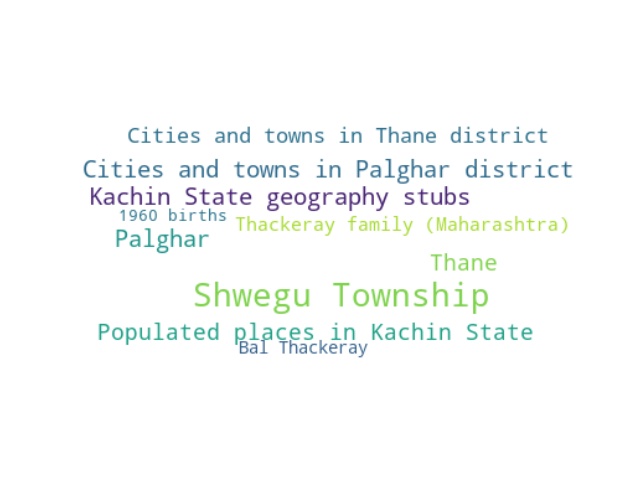 Cities and towns in Thane district
Cities and towns in Palghar district
Kachin State geography stubs
1960 births
Thackeray family (Maharashtra)
Palghar
Thane
Shwegu Township
Populated places in Kachin State
Bal Thackeray